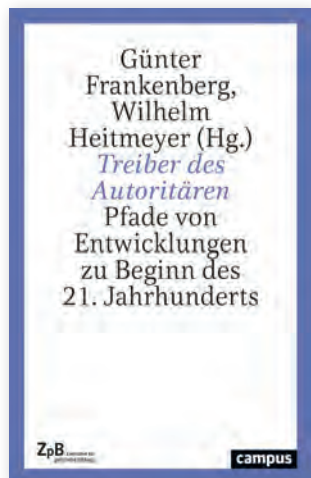 Günter
Frankenberg,
Wilhelm
Heitmeyer (Hg.)
Treiber des
Autoritären
Pfade von
Entwicklungen
zu Beginn des
21. Jahrhunderts
ZpB
campus